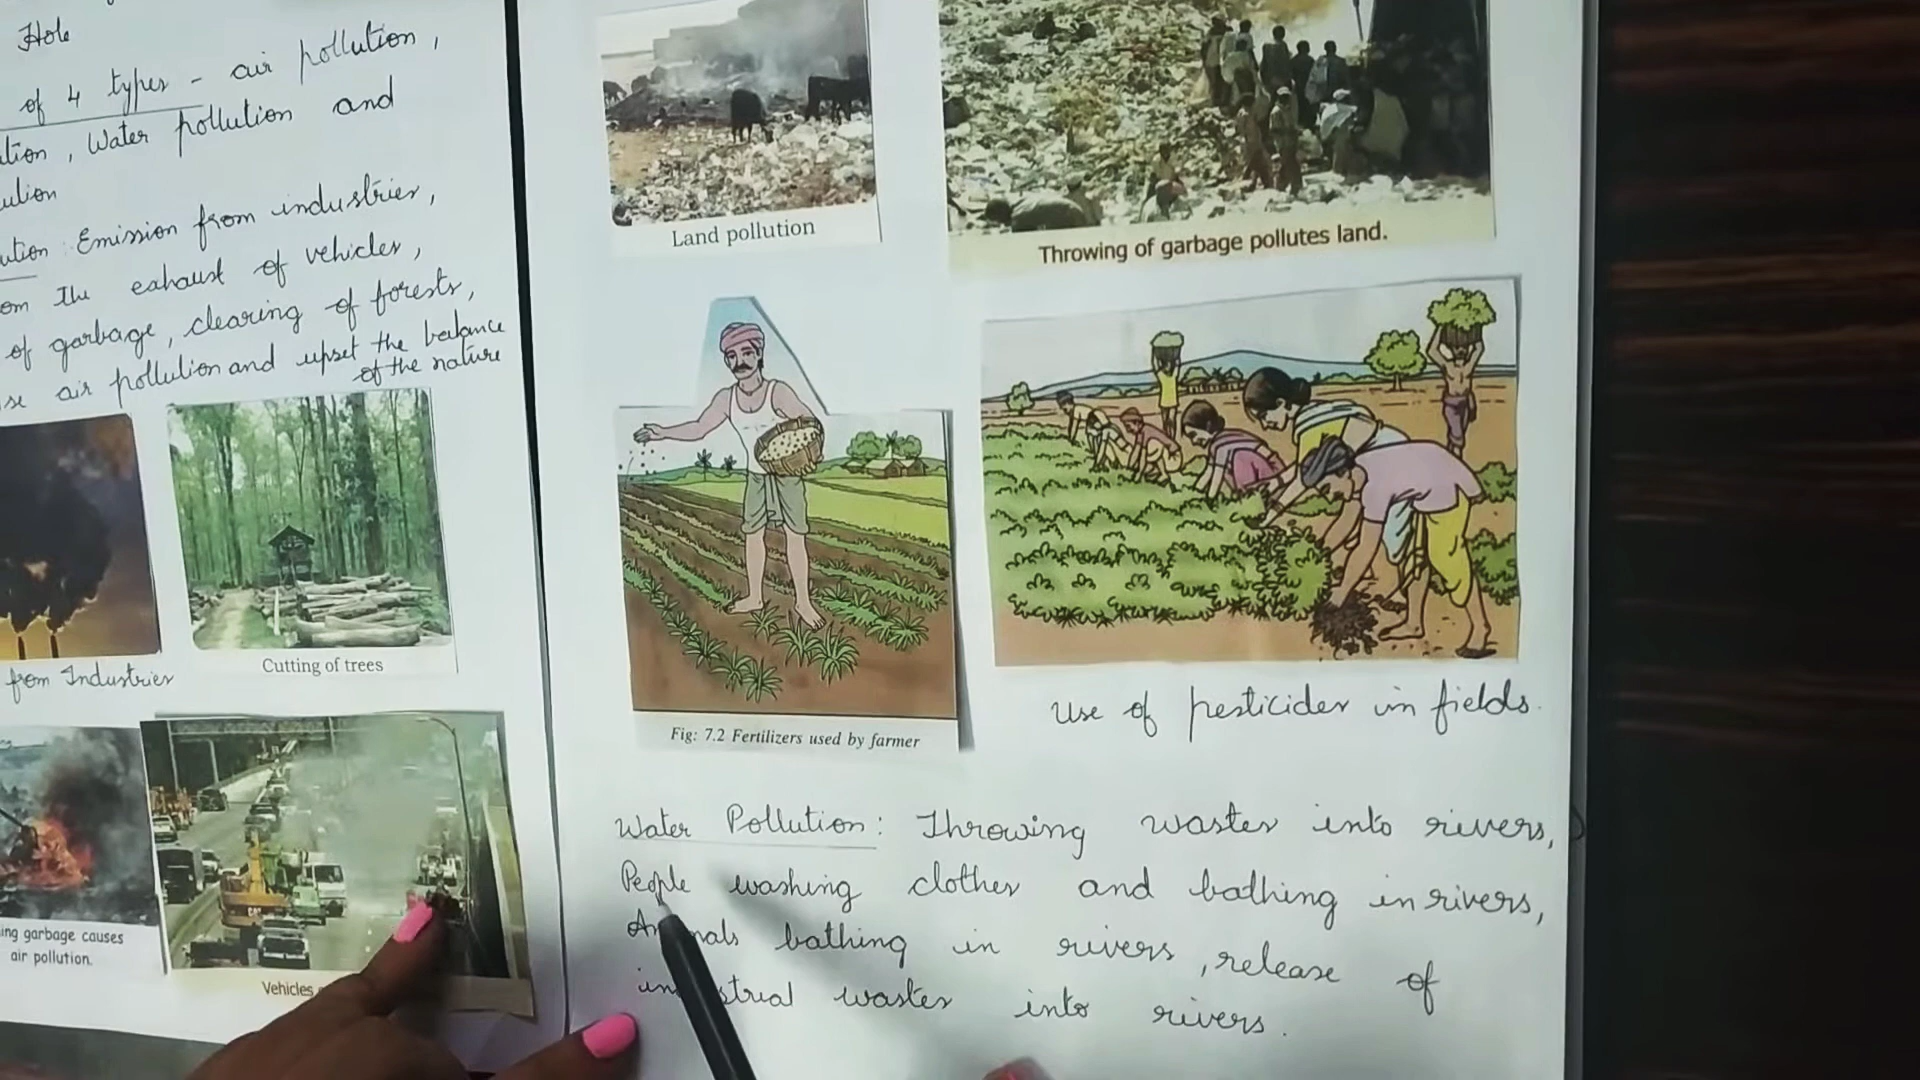 Hole
of 4 types - air pollution,
tion, Water pollution and
ution
ution: Emission from industries,
om the exhaust of vehicles,
of garbage, clearing of forests,
se air pollution and upset the balance
of the nature
Cutting of trees
from Industries
ing garbage causes
air pollution.
Vehicles
Land pollution
Throwing of garbage pollutes land.
Fig: 7.2 Fertilizers used by farmer
Use of pesticides in fields.
Water Pollution: Throwing wastes into rivers,
People washing clothes and bathing in rivers,
Animals bathing in rivers, release of
industrial wastes into rivers.